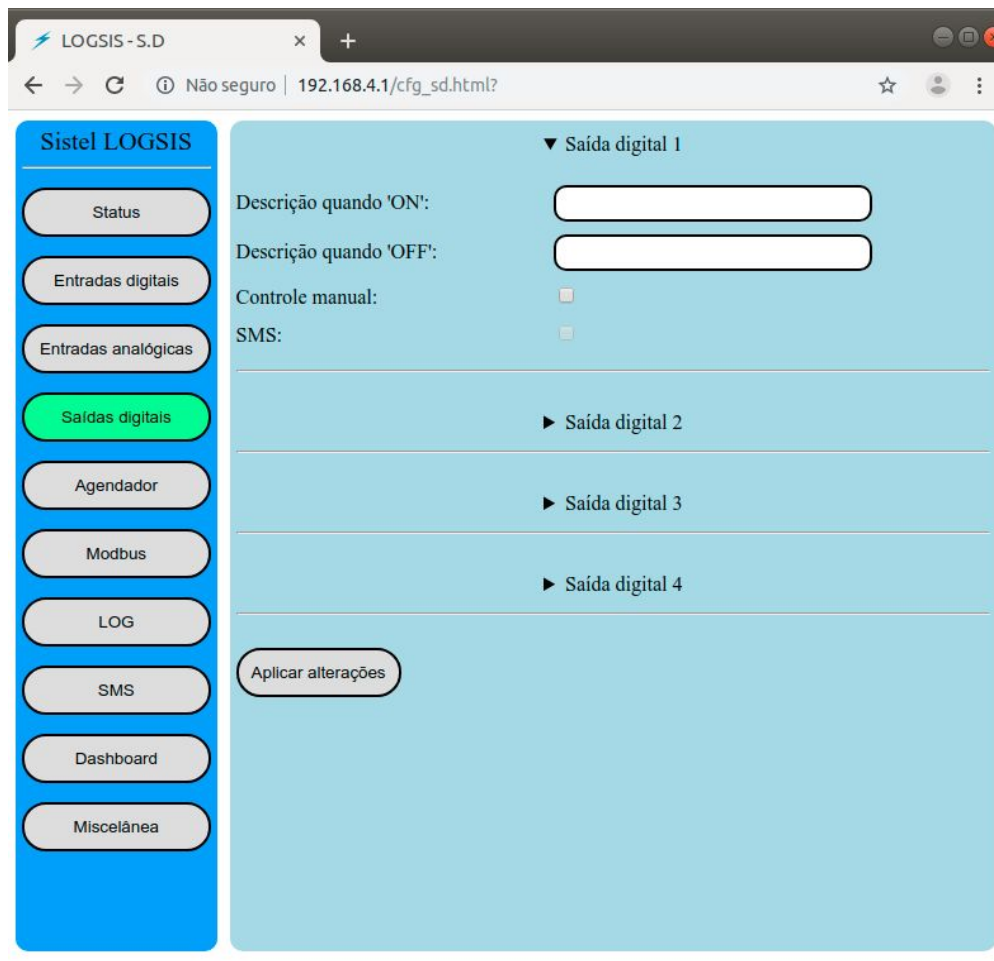 LOGSIS - S.D
Não seguro | 192.168.4.1/cfg_sd.html?
Sistel LOGSIS
Status
Entradas digitais
Entradas analógicas
Saídas digitais
Agendador
Modbus
LOG
SMS
Dashboard
Miscelânea
Saída digital 1
Descrição quando 'ON':
Descrição quando 'OFF':
Controle manual:
SMS:
Saída digital 2
Saída digital 3
Saída digital 4
Aplicar alterações